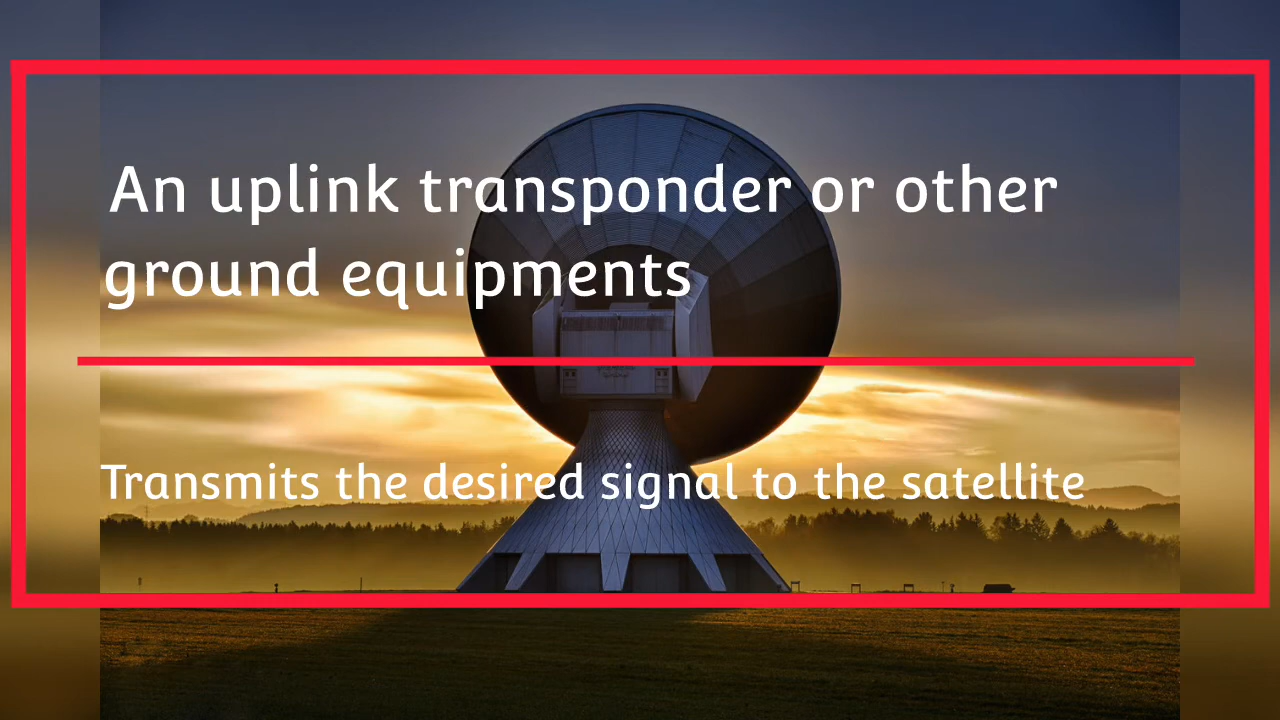 An uplink transponder or other
ground equipments
Transmits the desired signal to the satellite